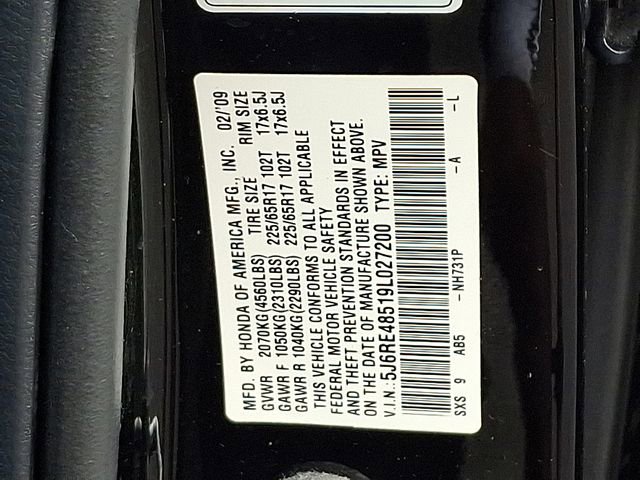 MFD. BY HONDA OF AMERICA MFG., INC. 02/'09
GVWR 2070KG(4560LBS) TIRE SIZE RIM SIZE
GAWR F 1050KG(2310LBS) 225/65R17 102T 17x6.5J
GAWR R 1040KG(2290LBS) 225/65R17 102T 17x6.5J
THIS VEHICLE CONFORMS TO ALL APPLICABLE
FEDERAL MOTOR VEHICLE SAFETY
AND THEFT PREVENTION STANDARDS IN EFFECT
ON THE DATE OF MANUFACTURE SHOWN ABOVE.
V.I.N.:5J6RE48519L027200 TYPE: MPV
SXS 9 AB5 -NH731P -A -L